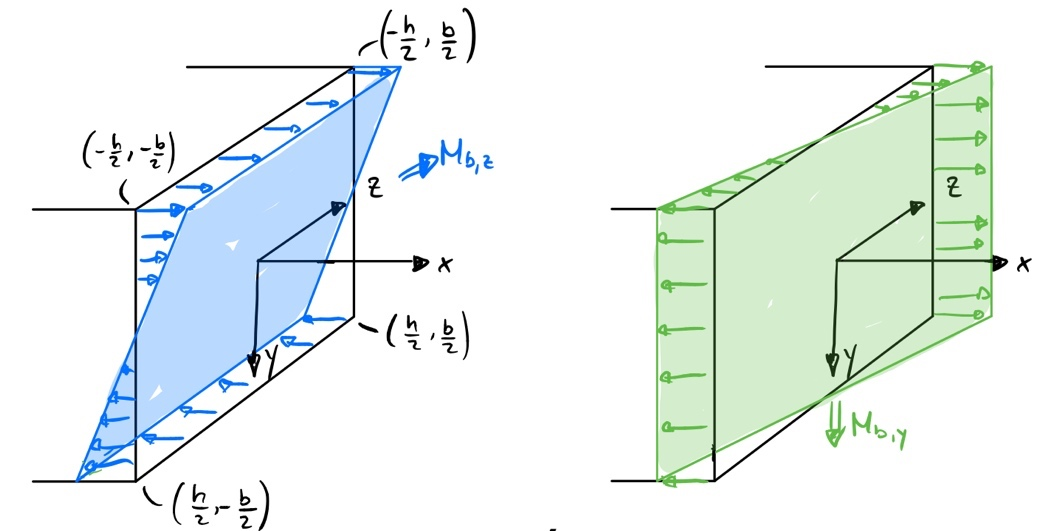 (-h/2, b/2)
(-h/2, -b/2)
M_b,z
z
x
(h/2, b/2)
y
(h/2, -b/2)
z
x
y
M_b,y